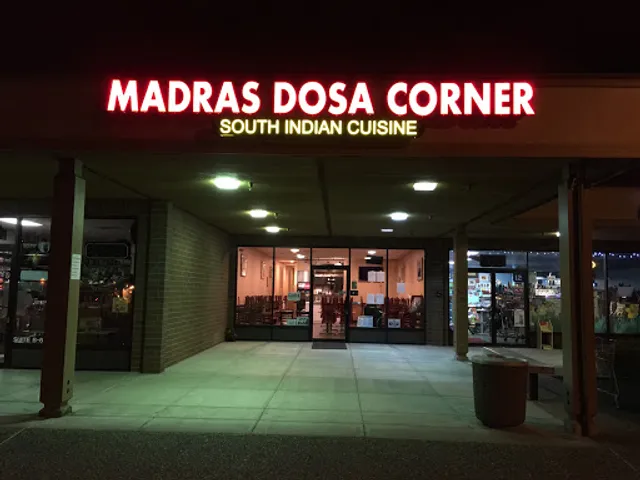 MADRAS DOSA CORNER
SOUTH INDIAN CUISINE